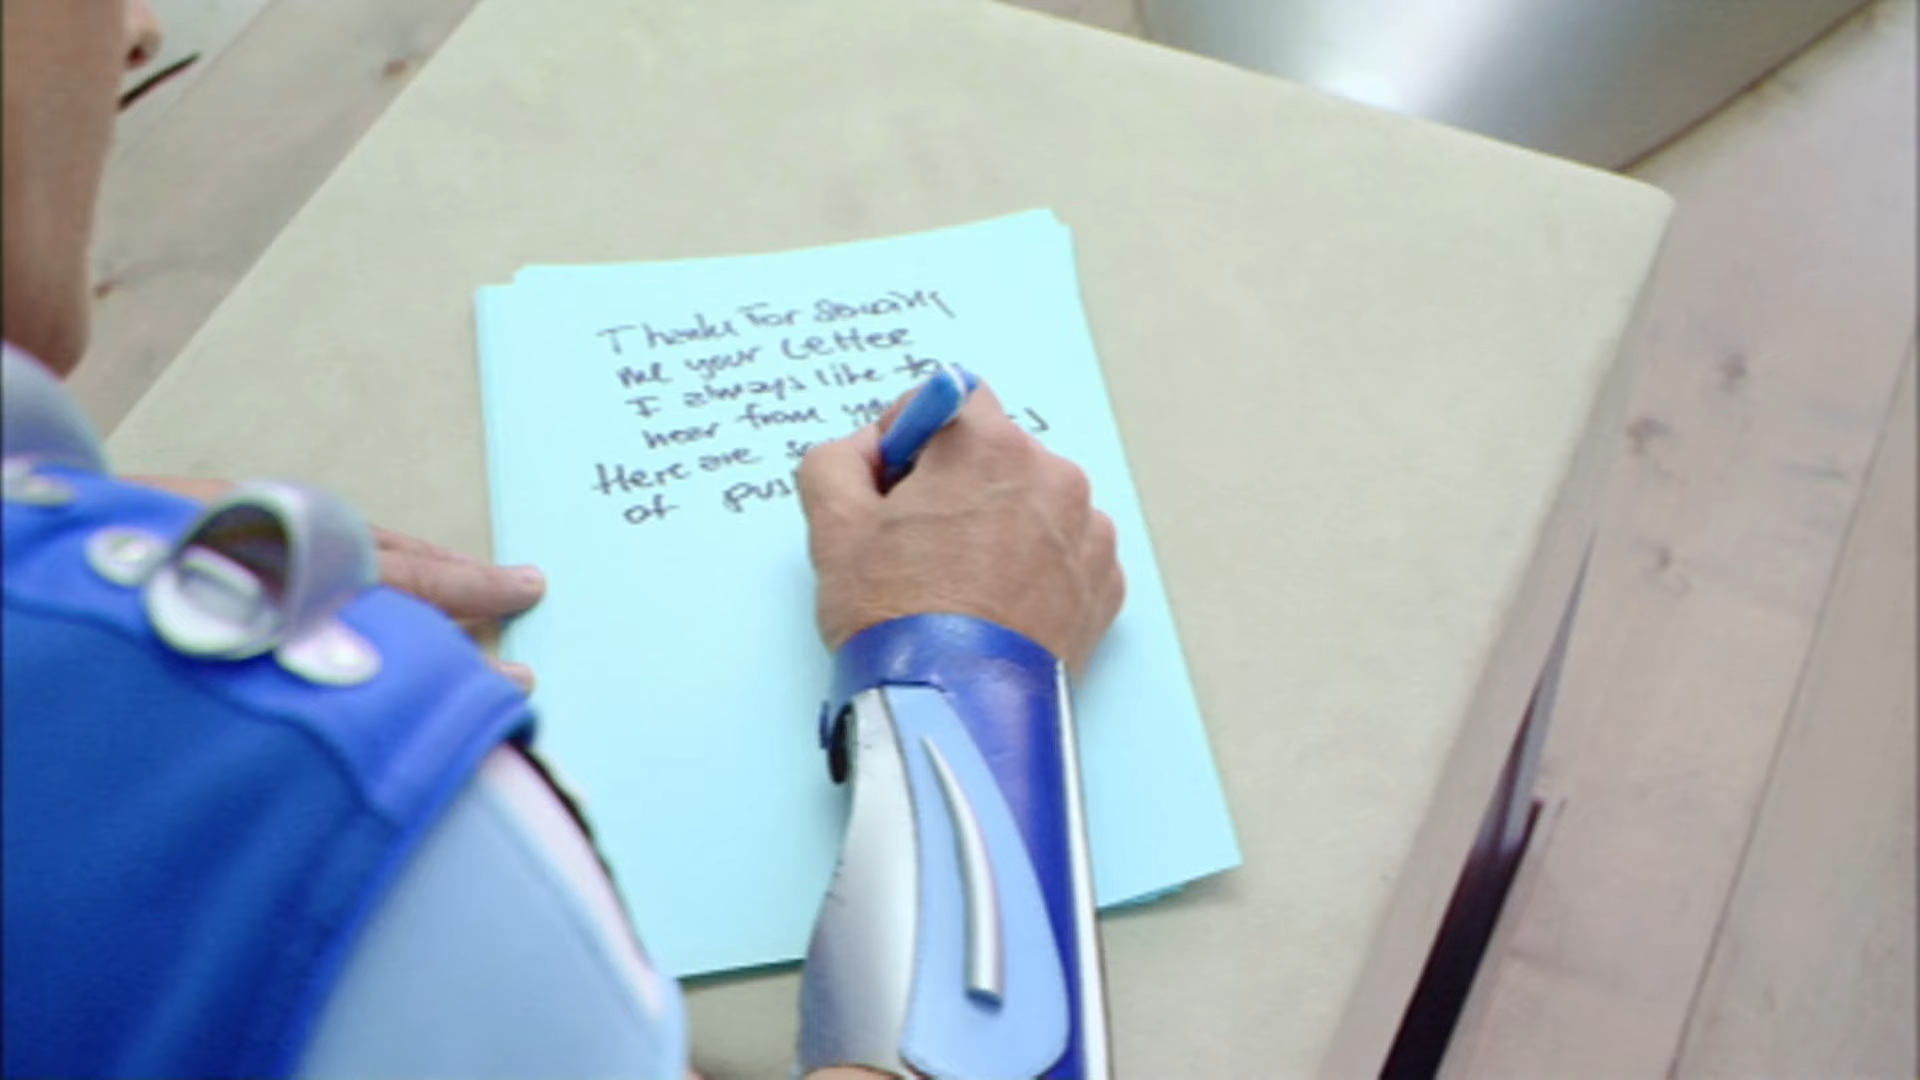 Thanks For sending
me your Letter
I always like to
hear from
Here are
of